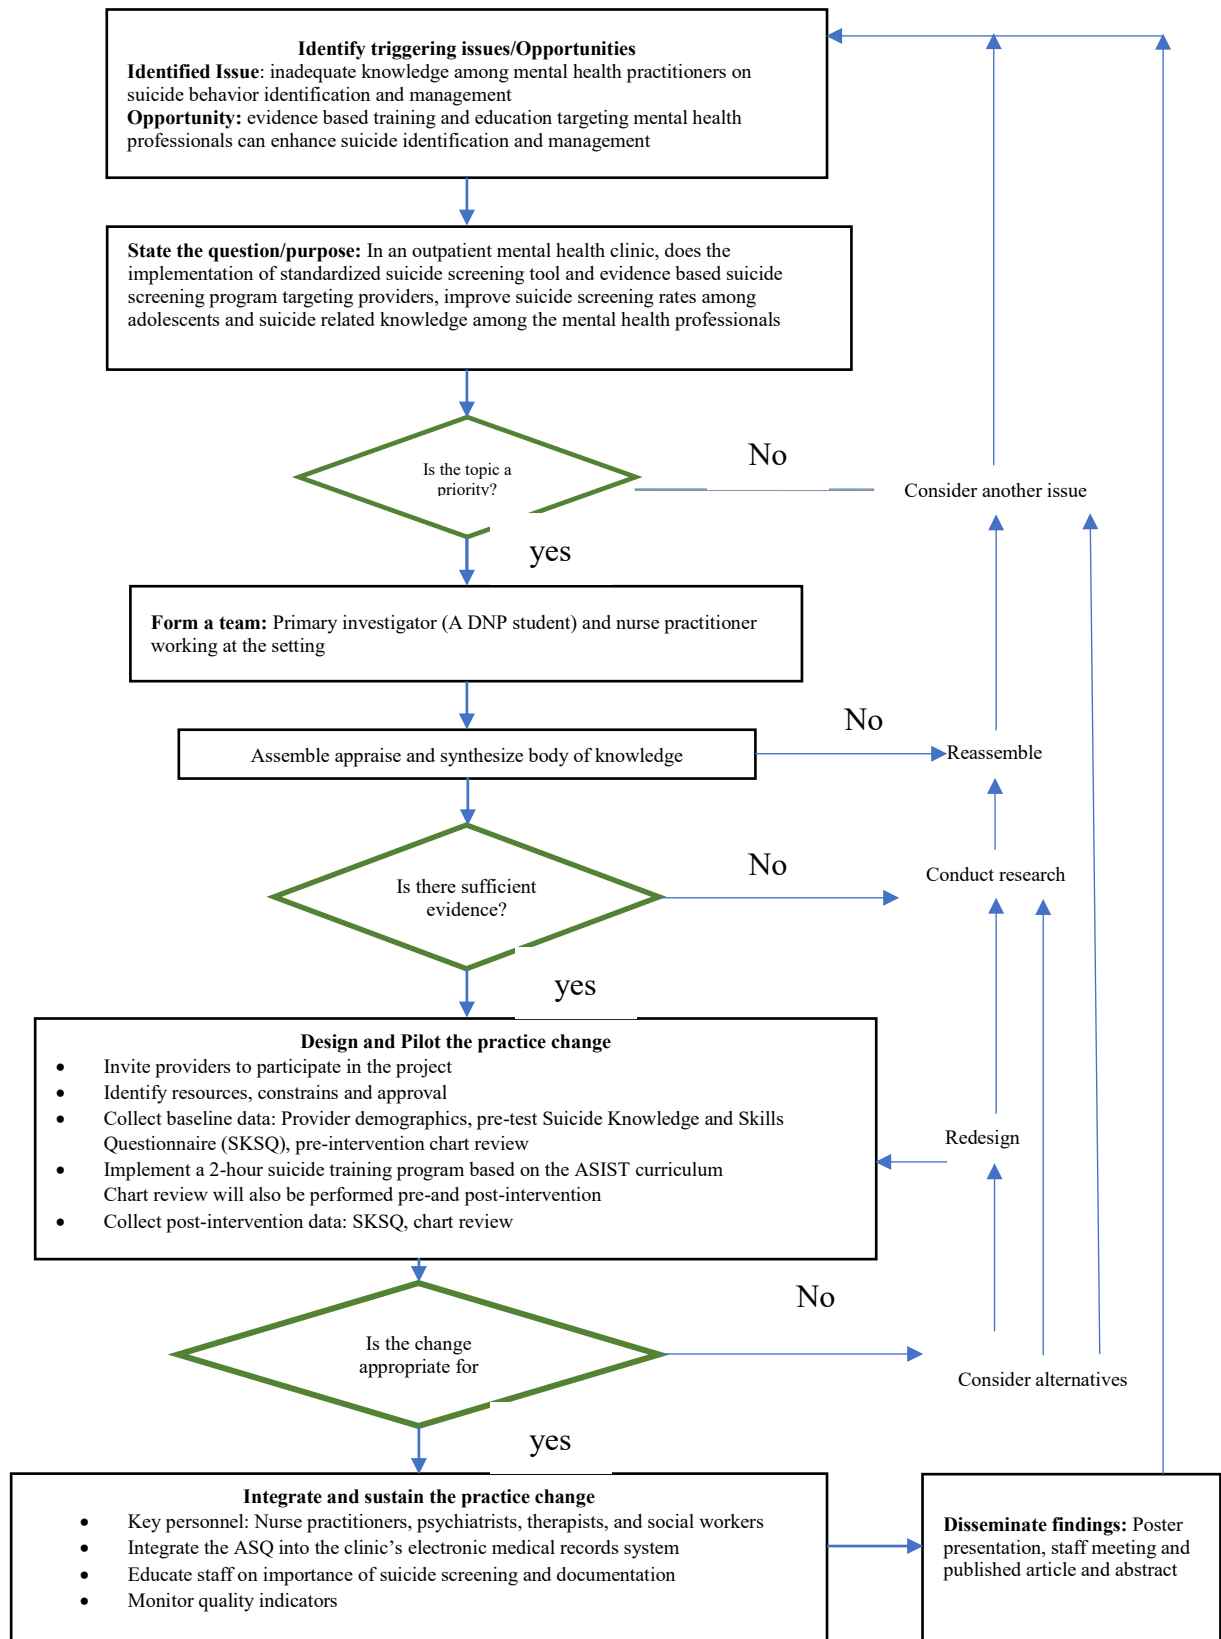 Identify triggering issues/Opportunities
Identified Issue: inadequate knowledge among mental health practitioners on
suicide behavior identification and management
Opportunity: evidence based training and education targeting mental health
professionals can enhance suicide identification and management
State the question/purpose: In an outpatient mental health clinic, does the
implementation of standardized suicide screening tool and evidence based suicide
screening program targeting providers, improve suicide screening rates among
adolescents and suicide related knowledge among the mental health professionals
Is the topic a
priority?
No
Consider another issue
yes
Form a team: Primary investigator (A DNP student) and nurse practitioner
working at the setting
Assemble appraise and synthesize body of knowledge
No
Reassemble
Is there sufficient
evidence?
No
Conduct research
yes
Design and Pilot the practice change
• Invite providers to participate in the project
• Identify resources, constrains and approval
• Collect baseline data: Provider demographics, pre-test Suicide Knowledge and Skills
Questionnaire (SKSQ), pre-intervention chart review
• Implement a 2-hour suicide training program based on the ASIST curriculum
Chart review will also be performed pre-and post-intervention
• Collect post-intervention data: SKSQ, chart review
Redesign
Is the change
appropriate for
No
Consider alternatives
yes
Integrate and sustain the practice change
• Key personnel: Nurse practitioners, psychiatrists, therapists, and social workers
• Integrate the ASQ into the clinic's electronic medical records system
• Educate staff on importance of suicide screening and documentation
• Monitor quality indicators
Disseminate findings: Poster
presentation, staff meeting and
published article and abstract